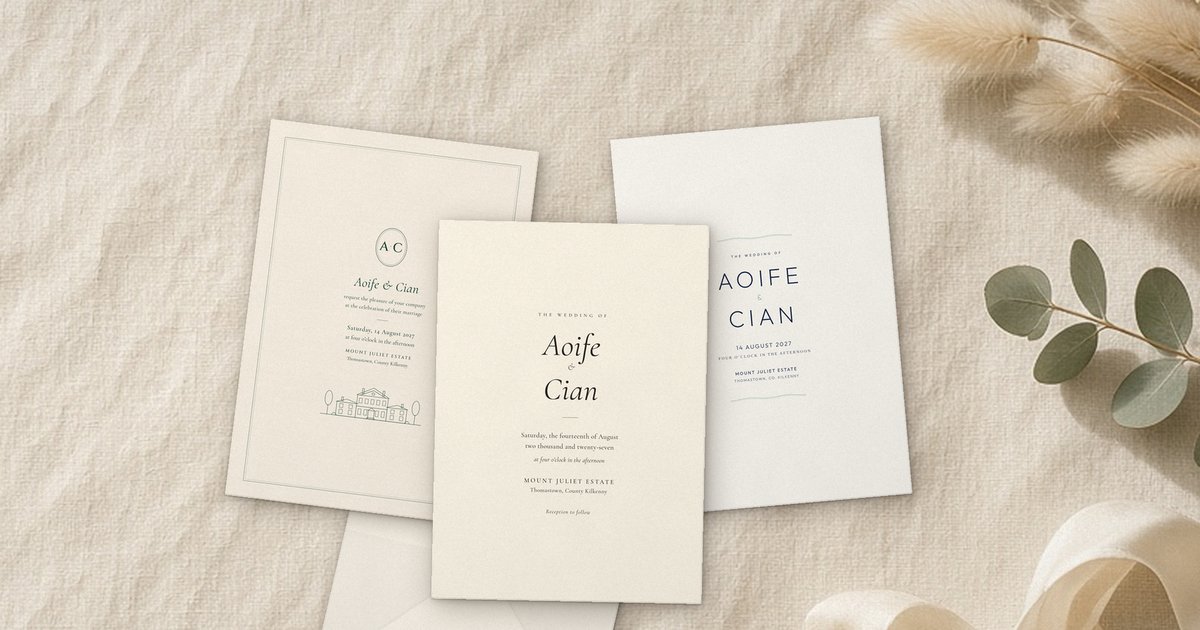 A C
Aoife & Cian
request the pleasure of your company
at the celebration of their marriage
Saturday, 14 August 2027
at four o'clock in the afternoon
MOUNT JULIET ESTATE
Thomastown, County Kilkenny
THE WEDDING OF
Aoife
&
Cian
Saturday, the fourteenth of August
two thousand and twenty-seven
at four o'clock in the afternoon
MOUNT JULIET ESTATE
Thomastown, County Kilkenny
Reception to follow
THE WEDDING OF
AOIFE
&
CIAN
14 AUGUST 2027
FOUR O'CLOCK IN THE AFTERNOON
MOUNT JULIET ESTATE
THOMASTOWN, CO. KILKENNY